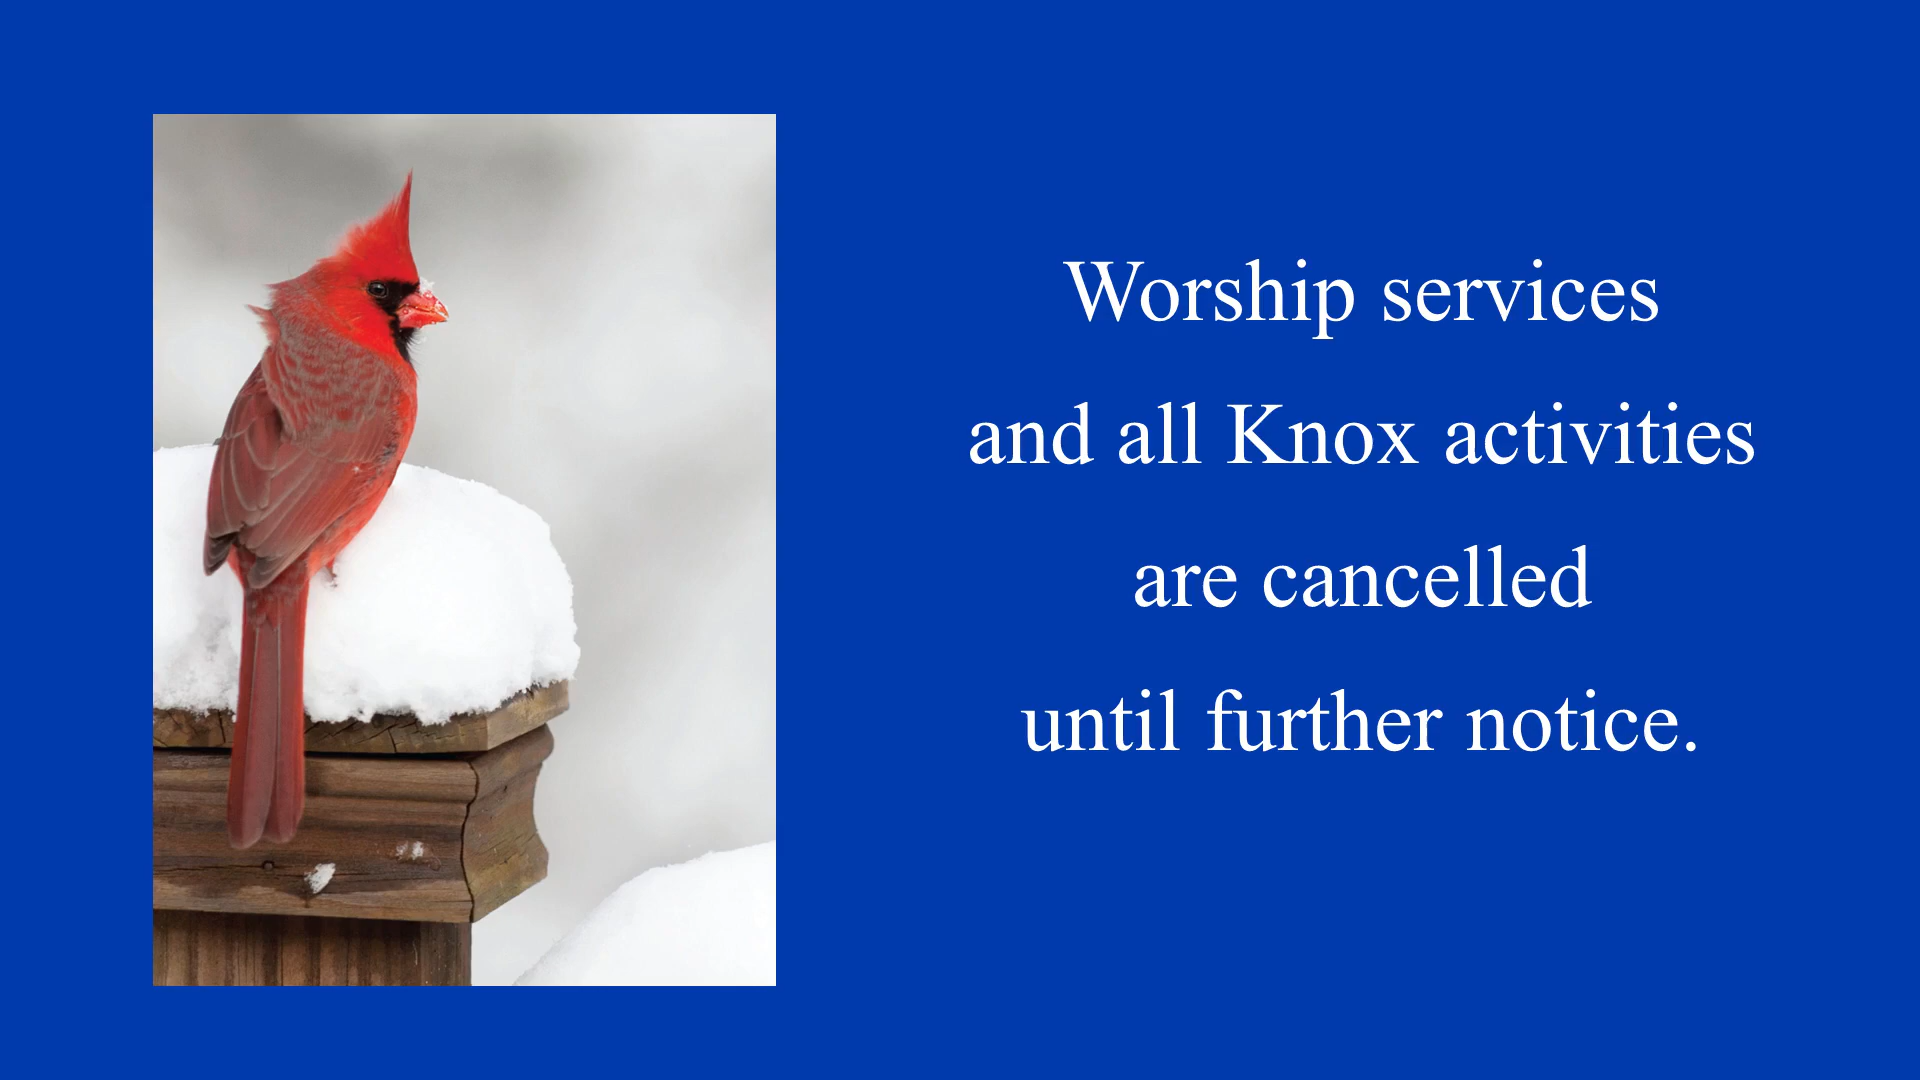 Worship services
and all Knox activities
are cancelled
until further notice.